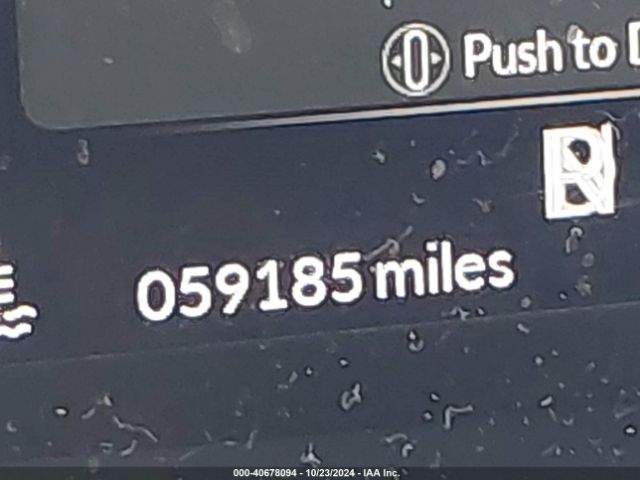 Push to D
059185 miles
000-40678094 - 10/23/2024 - IAA Inc.